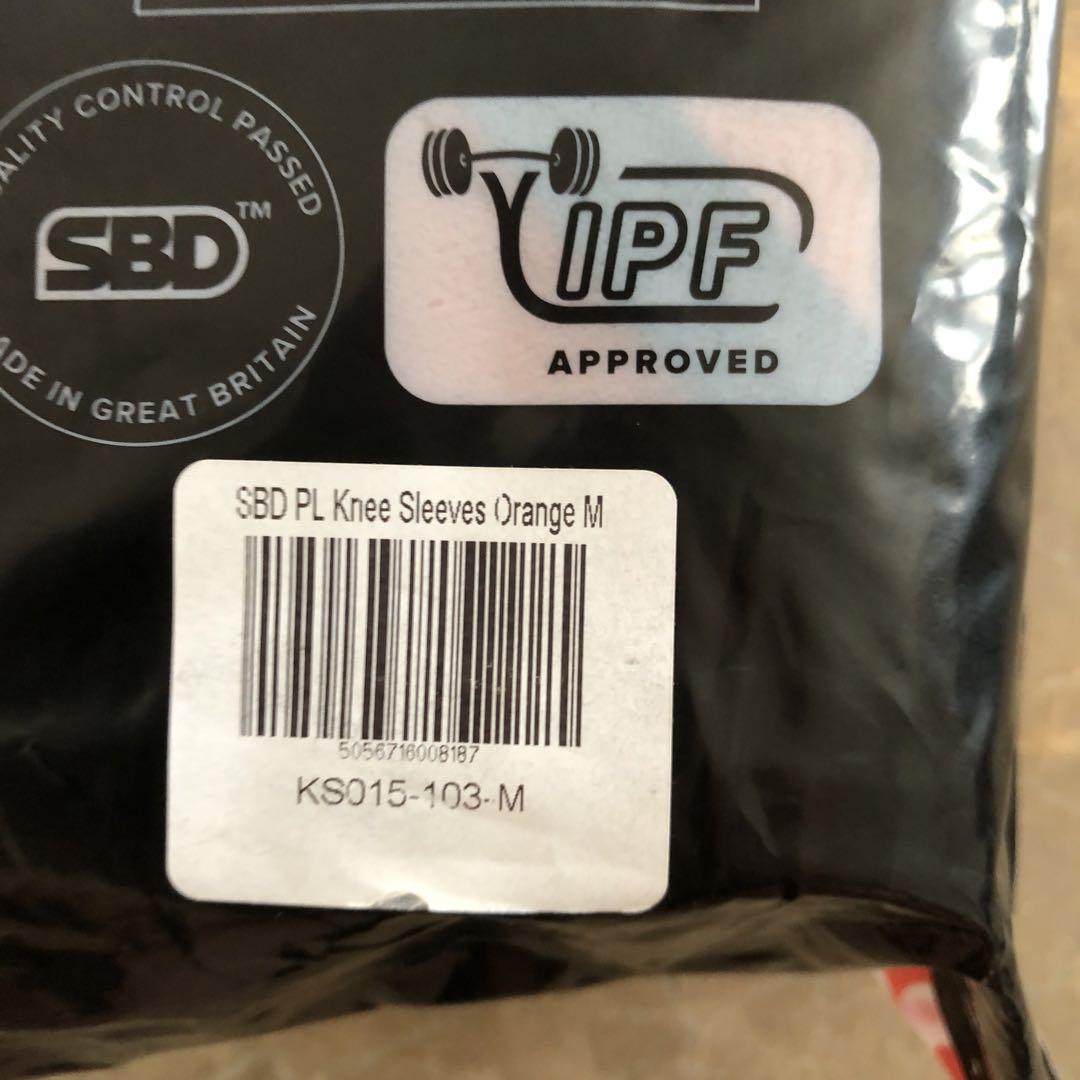 QUALITY CONTROL PASSED
SBD™
MADE IN GREAT BRITAIN
IPF
APPROVED
SBD PL Knee Sleeves Orange M
5056716008187
KS015-103-M